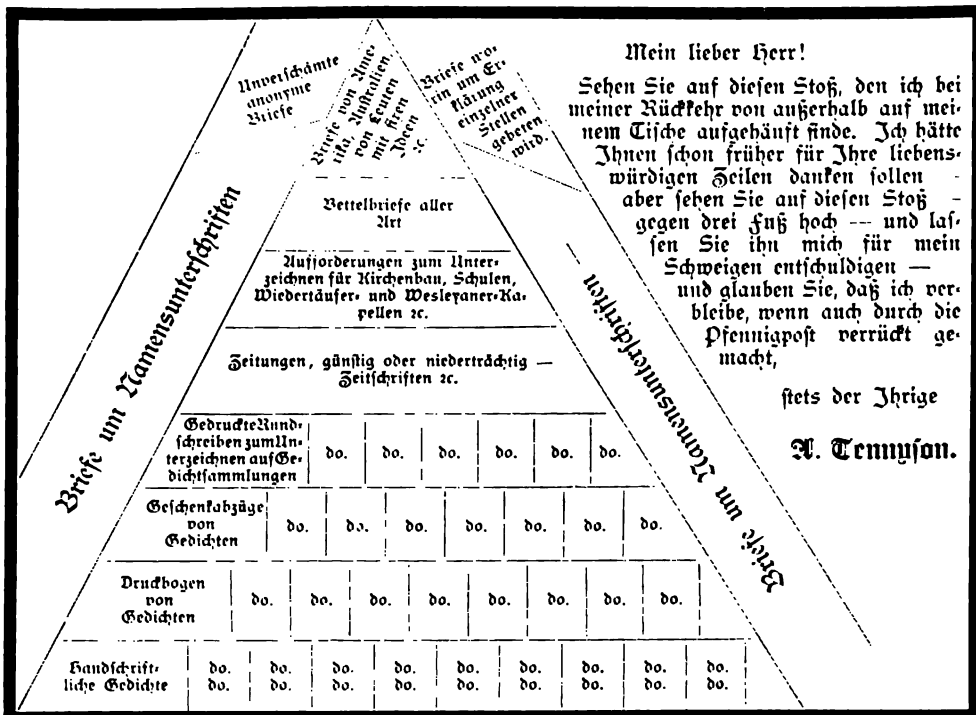 Unverschämte
anonyme
Briefe
Briefe von Ame-
rika, Australien,
von Leuten
mit fixen
Ideen
ꝛc.
Briefe wo-
rin um Er-
klärung
einzelner
Stellen
gebeten
wird.
Briefe um Namensunterschriften
Bettelbriefe aller
Art
Aufforderungen zum Unter-
zeichnen für Kirchenbau, Schulen,
Wiedertäufer- und Wesleyaner-Ka-
pellen ꝛc.
Zeitungen, günstig oder niederträchtig —
Zeitschriften ꝛc.
Gedruckte Rund-
schreiben zum Un-
terzeichnen auf Ge-
dichtsammlungen
do. do. do. do. do. do.
Geschenkabzüge
von
Gedichten
do. do. do. do. do. do. do.
Druckbogen
von
Gedichten
do. do. do. do. do. do. do. do.
Handschrift-
liche Gedichte
do. do. do. do. do. do. do. do. do.
do. do. do. do. do. do. do. do. do.
Briefe um Namensunterschriften
Mein lieber Herr!
Sehen Sie auf diesen Stoß, den ich bei
meiner Rückkehr von außerhalb auf mei-
nem Tische aufgehäuft finde. Ich hätte
Ihnen schon früher für Ihre liebens-
würdigen Zeilen danken sollen -
aber sehen Sie auf diesen Stoß -
gegen drei Fuß hoch — und las-
sen Sie ihn mich für mein
Schweigen entschuldigen —
und glauben Sie, daß ich ver-
bleibe, wenn auch durch die
Pfennigpost verrückt ge-
macht,
stets der Ihrige
A. Tennyson.